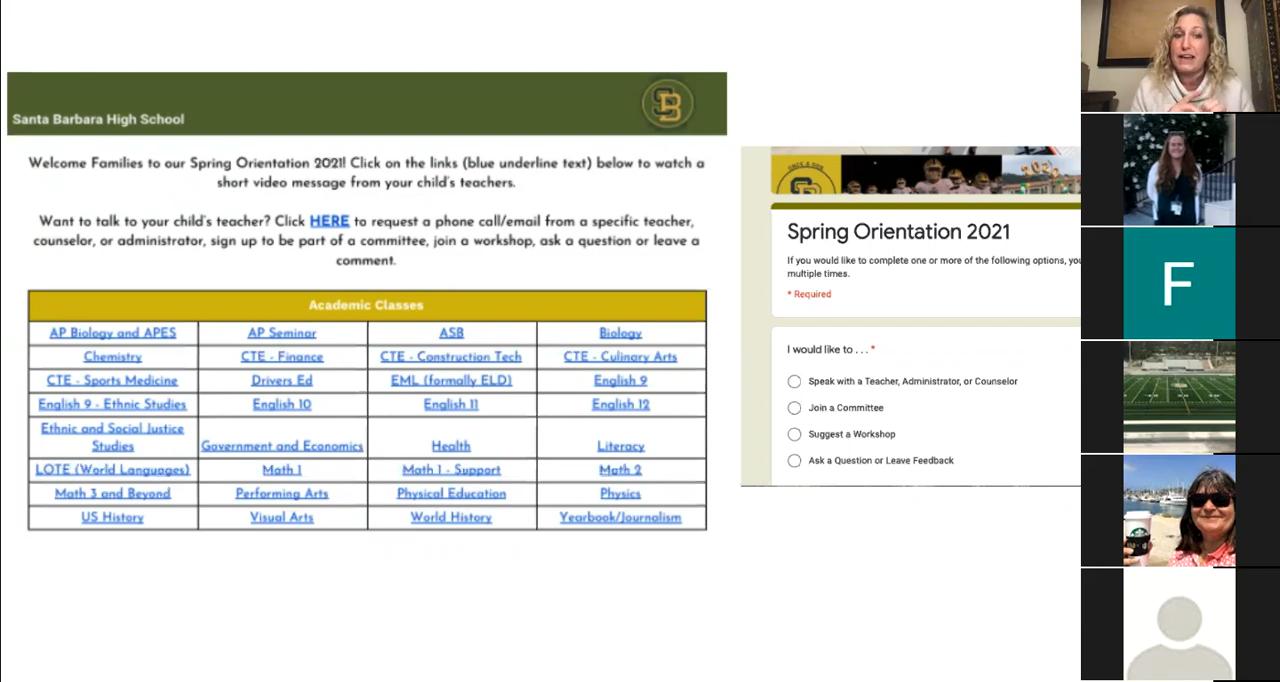 Santa Barbara High School
SB
Welcome Families to our Spring Orientation 2021! Click on the links (blue underline text) below to watch a
short video message from your child's teachers.
Want to talk to your child's teacher? Click HERE to request a phone call/email from a specific teacher,
counselor, or administrator, sign up to be part of a committee, join a workshop, ask a question or leave a
comment.
Academic Classes
AP Biology and APES AP Seminar ASB Biology
Chemistry CTE - Finance CTE - Construction Tech CTE - Culinary Arts
CTE - Sports Medicine Drivers Ed EML (formally ELD) English 9
English 9 - Ethnic Studies English 10 English 11 English 12
Ethnic and Social Justice
Studies Government and Economics Health Literacy
LOTE (World Languages) Math 1 Math 1 - Support Math 2
Math 3 and Beyond Performing Arts Physical Education Physics
US History Visual Arts World History Yearbook/Journalism
ONCE A DON
2021
Spring Orientation 2021
If you would like to complete one or more of the following options, you
multiple times.
* Required
I would like to . . . *
Speak with a Teacher, Administrator, or Counselor
Join a Committee
Suggest a Workshop
Ask a Question or Leave Feedback
F